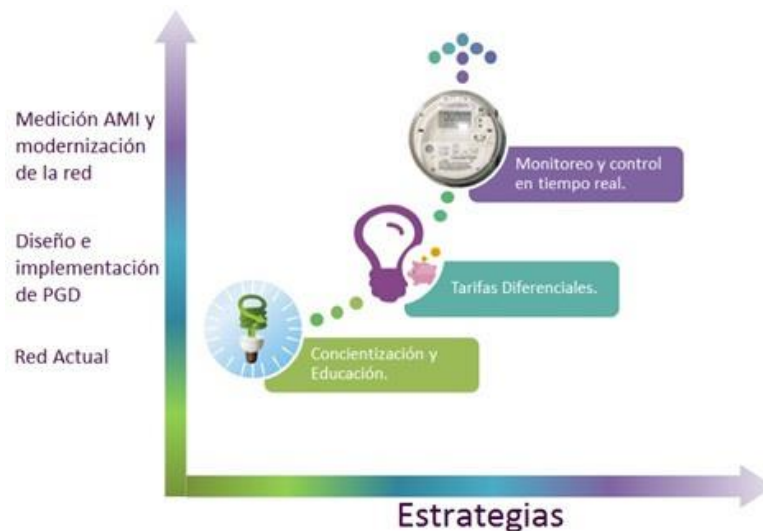 Medición AMI y
modernización
de la red
Monitoreo y control
en tiempo real.
Diseño e
implementación
de PGD
Tarifas Diferenciales.
Red Actual
Concientización y
Educación.
Estrategias